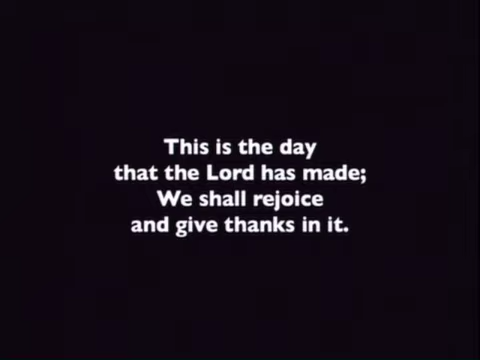 This is the day
that the Lord has made;
We shall rejoice
and give thanks in it.